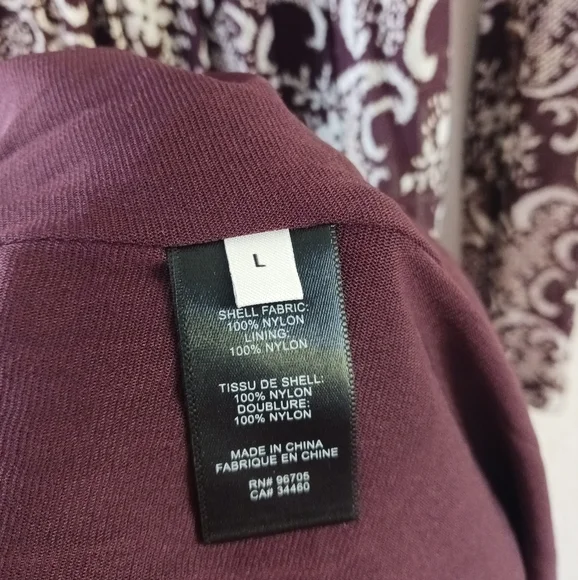 L
SHELL FABRIC:
100% NYLON
LINING:
100% NYLON
TISSU DE SHELL:
100% NYLON
DOUBLURE:
100% NYLON
MADE IN CHINA
FABRIQUE EN CHINE
RN# 96705
CA# 34460